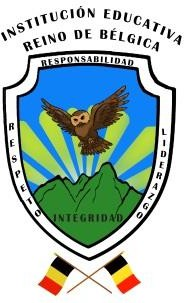 INSTITUCIÓN EDUCATIVA
REINO DE BÉLGICA
RESPONSABILIDAD
RESPETO
LIDERAZGO
INTEGRIDAD